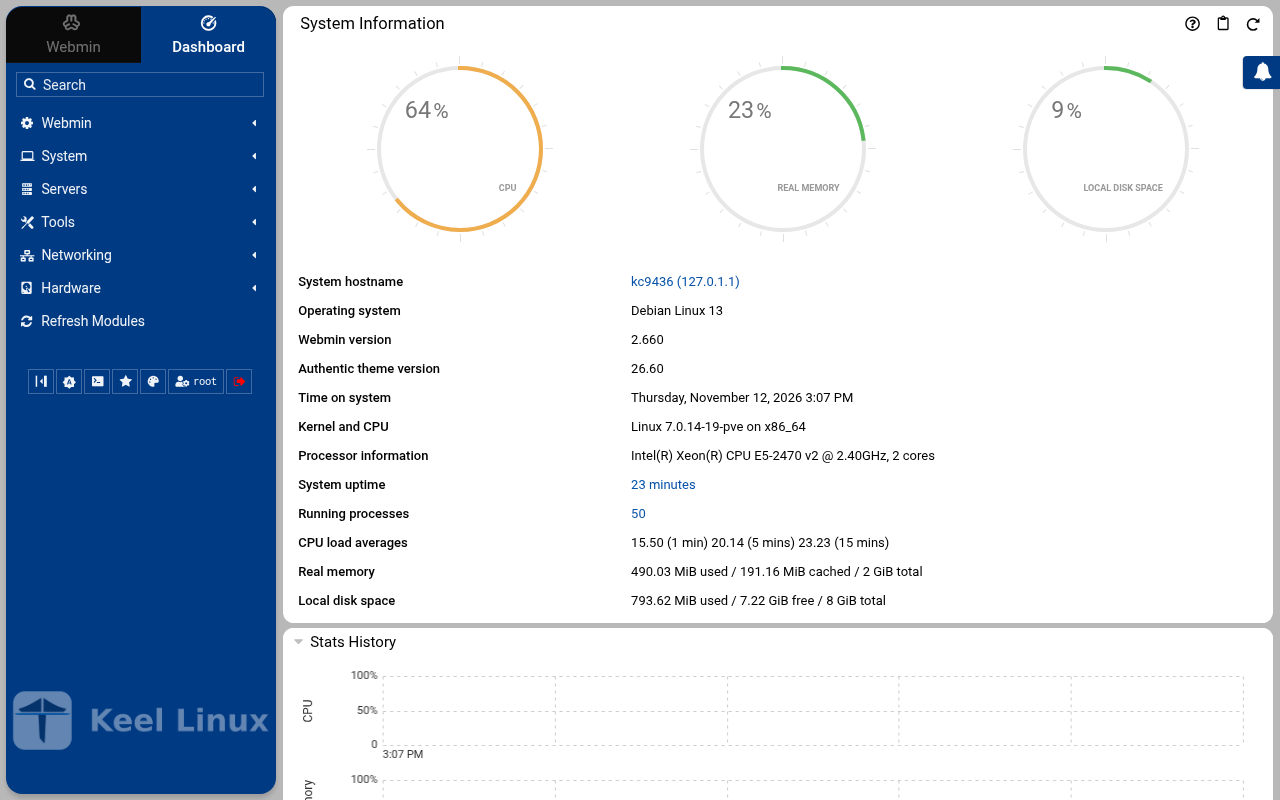 Webmin
Dashboard
Search
Webmin
System
Servers
Tools
Networking
Hardware
Refresh Modules
root
Keel Linux
System Information
64%
CPU
23%
REAL MEMORY
9%
LOCAL DISK SPACE
System hostname kc9436 (127.0.1.1)
Operating system Debian Linux 13
Webmin version 2.660
Authentic theme version 26.60
Time on system Thursday, November 12, 2026 3:07 PM
Kernel and CPU Linux 7.0.14-19-pve on x86_64
Processor information Intel(R) Xeon(R) CPU E5-2470 v2 @ 2.40GHz, 2 cores
System uptime 23 minutes
Running processes 50
CPU load averages 15.50 (1 min) 20.14 (5 mins) 23.23 (15 mins)
Real memory 490.03 MiB used / 191.16 MiB cached / 2 GiB total
Local disk space 793.62 MiB used / 7.22 GiB free / 8 GiB total
Stats History
CPU
100%
50%
0
3:07 PM
100%